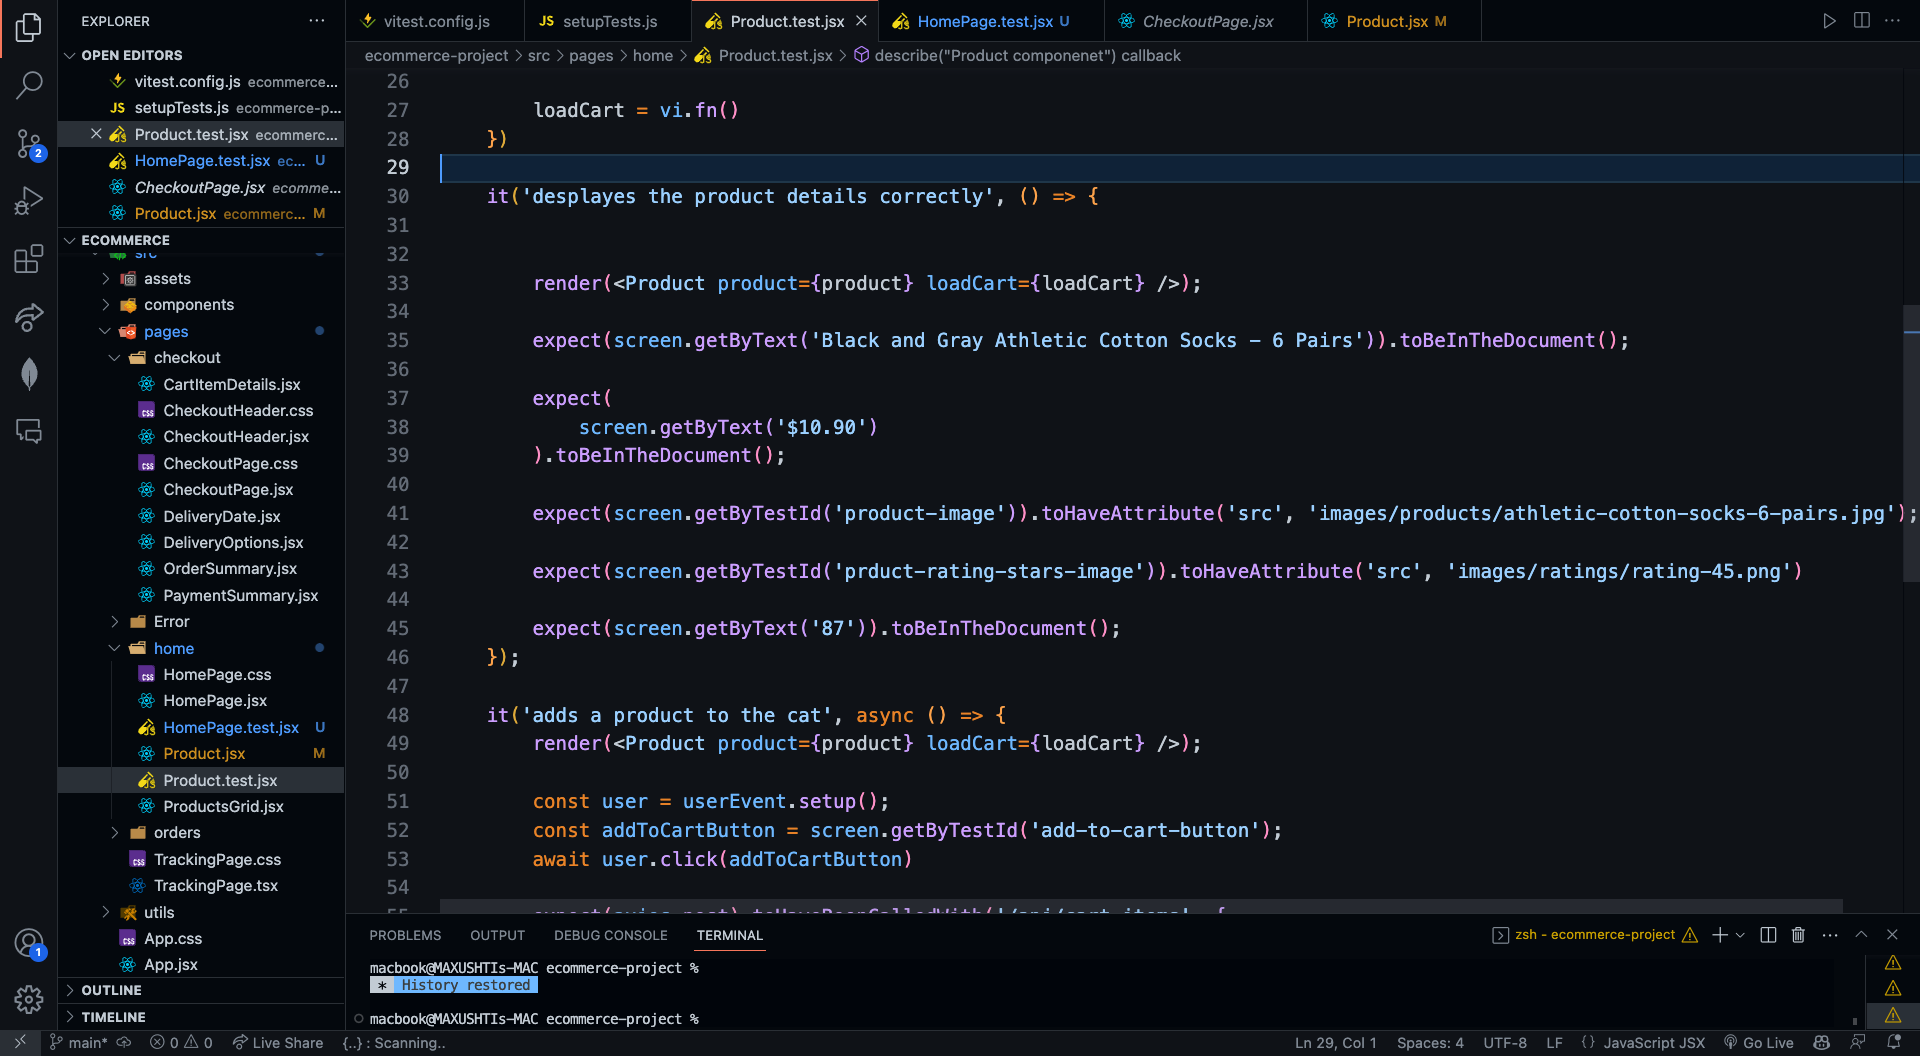 EXPLORER
OPEN EDITORS
vitest.config.js ecommerce...
JS setupTests.js ecommerce-p...
Product.test.jsx ecommerc...
HomePage.test.jsx ec... U
CheckoutPage.jsx ecomme...
Product.jsx ecommerc... M
ECOMMERCE
src
assets
components
pages
checkout
CartItemDetails.jsx
CheckoutHeader.css
CheckoutHeader.jsx
CheckoutPage.css
CheckoutPage.jsx
DeliveryDate.jsx
DeliveryOptions.jsx
OrderSummary.jsx
PaymentSummary.jsx
Error
home
HomePage.css
HomePage.jsx
HomePage.test.jsx U
Product.jsx M
Product.test.jsx
ProductsGrid.jsx
orders
TrackingPage.css
TrackingPage.tsx
utils
App.css
App.jsx
OUTLINE
TIMELINE
2
1
vitest.config.js JS setupTests.js Product.test.jsx HomePage.test.jsx U CheckoutPage.jsx Product.jsx M
ecommerce-project > src > pages > home > Product.test.jsx > describe("Product componenet") callback
26
27 loadCart = vi.fn()
28 })
29
30 it('desplayes the product details correctly', () => {
31
32
33 render(<Product product={product} loadCart={loadCart} />);
34
35 expect(screen.getByText('Black and Gray Athletic Cotton Socks - 6 Pairs')).toBeInTheDocument();
36
37 expect(
38 screen.getByText('$10.90')
39 ).toBeInTheDocument();
40
41 expect(screen.getByTestId('product-image')).toHaveAttribute('src', 'images/products/athletic-cotton-socks-6-pairs.jpg');
42
43 expect(screen.getByTestId('prduct-rating-stars-image')).toHaveAttribute('src', 'images/ratings/rating-45.png')
44
45 expect(screen.getByText('87')).toBeInTheDocument();
46 });
47
48 it('adds a product to the cat', async () => {
49 render(<Product product={product} loadCart={loadCart} />);
50
51 const user = userEvent.setup();
52 const addToCartButton = screen.getByTestId('add-to-cart-button');
53 await user.click(addToCartButton)
54
55 expect(axios.post).toHaveBeenCalledWith('/api/cart-items', {
PROBLEMS OUTPUT DEBUG CONSOLE TERMINAL
zsh - ecommerce-project
macbook@MAXUSHTIs-MAC ecommerce-project %
* History restored
macbook@MAXUSHTIs-MAC ecommerce-project %
main* 0 0 Live Share {..} : Scanning.. Ln 29, Col 1 Spaces: 4 UTF-8 LF {} JavaScript JSX Go Live